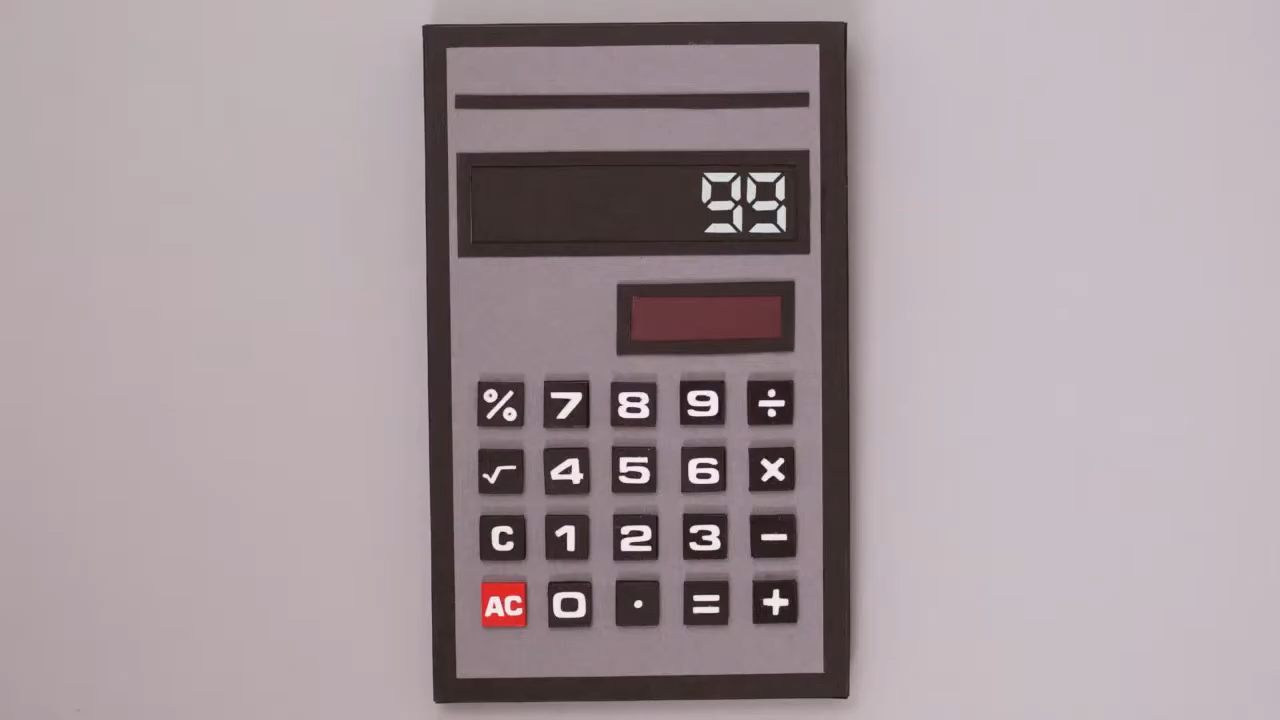 99
% 7 8 9 ÷
√ 4 5 6 ×
C 1 2 3 −
AC 0 . = +